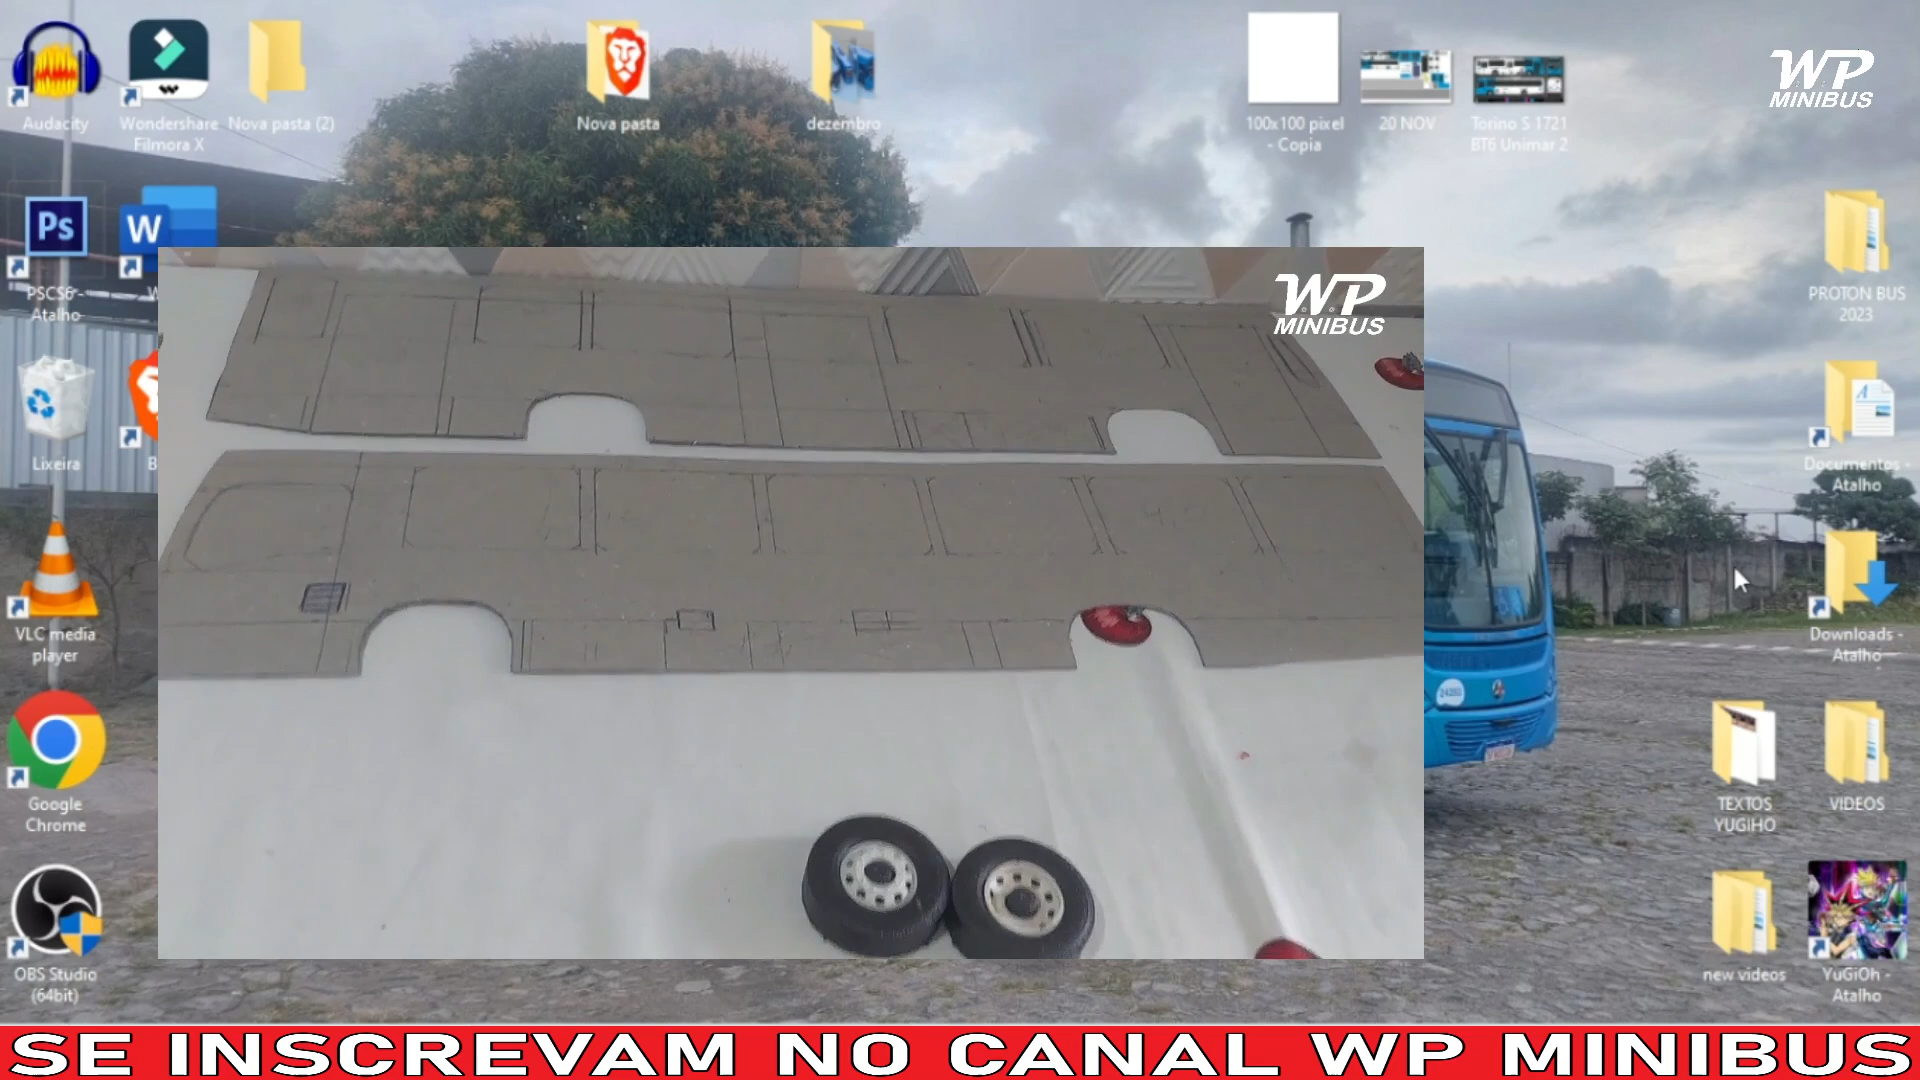 Audacity
Wondershare
Filmora X
Nova pasta (2)
Nova pasta
dezembro
100x100 pixel
- Copia
20 NOV
Torino S 1721
BT6 Unimar 2
WP
MINIBUS
Ps
W
PSCS6 -
Atalho
PROTON BUS
2023
WP
MINIBUS
Lixeira
B
Documentos -
Atalho
VLC media
player
Downloads -
Atalho
Google
Chrome
TEXTOS
YUGIHO
VIDEOS
OBS Studio
(64bit)
new videos
YuGiOh -
Atalho
SE INSCREVAM NO CANAL WP MINIBUS